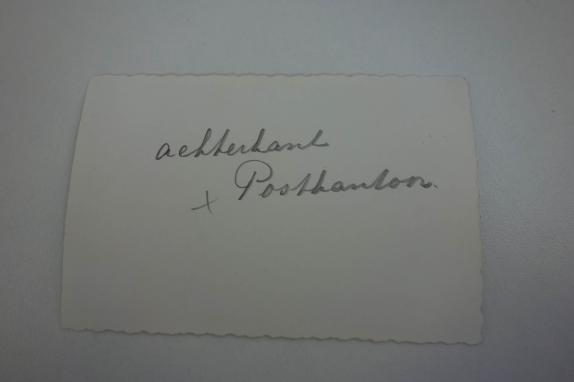 achterkant
+ Postkantoor.